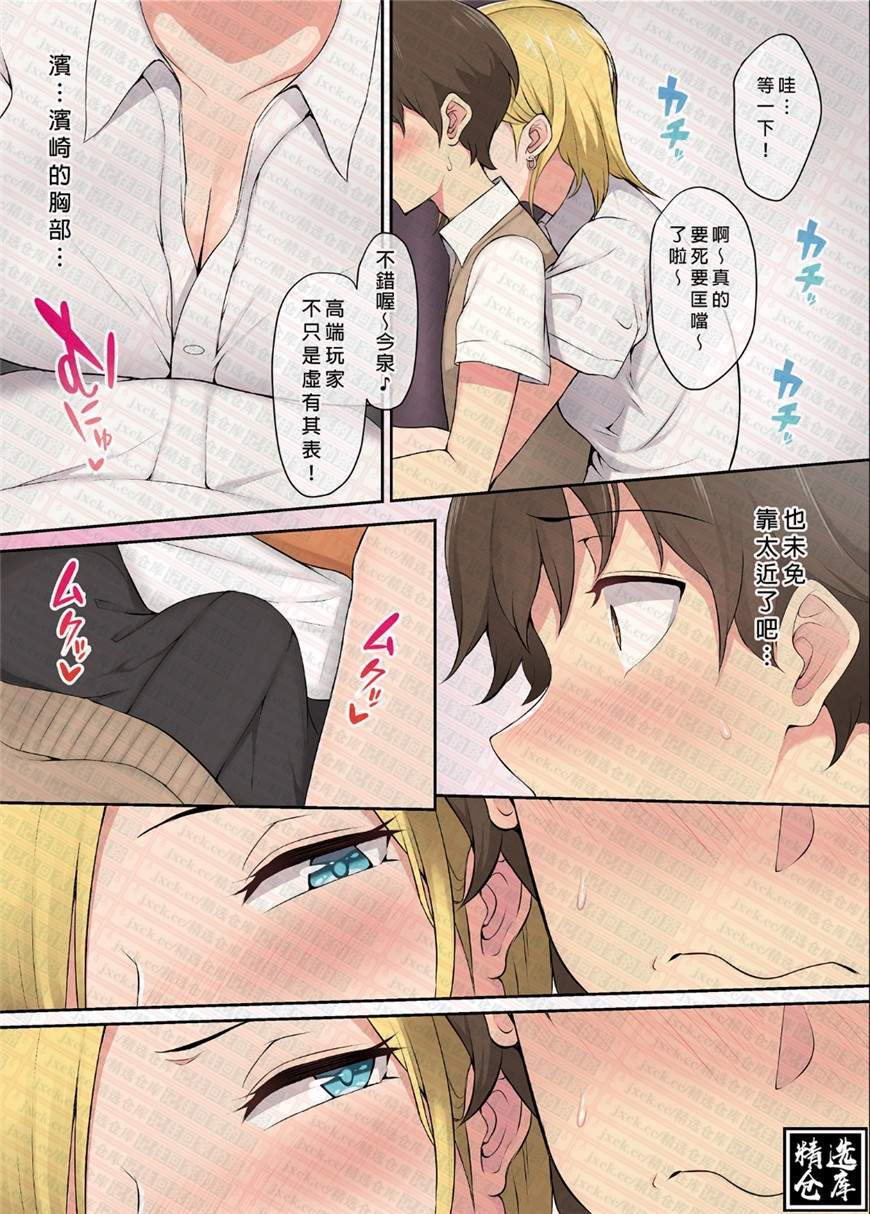 哇…
等一下！
啊～真的
要死要匡噹～
了啦～
カチッ
カチッ
カチッ
不錯喔～今泉♪
高端玩家
不只是虛有其表！
濱…濱崎的胸部…
むにゅ
也未免
靠太近了吧…
ムクッ
ムクッ
精选
仓库